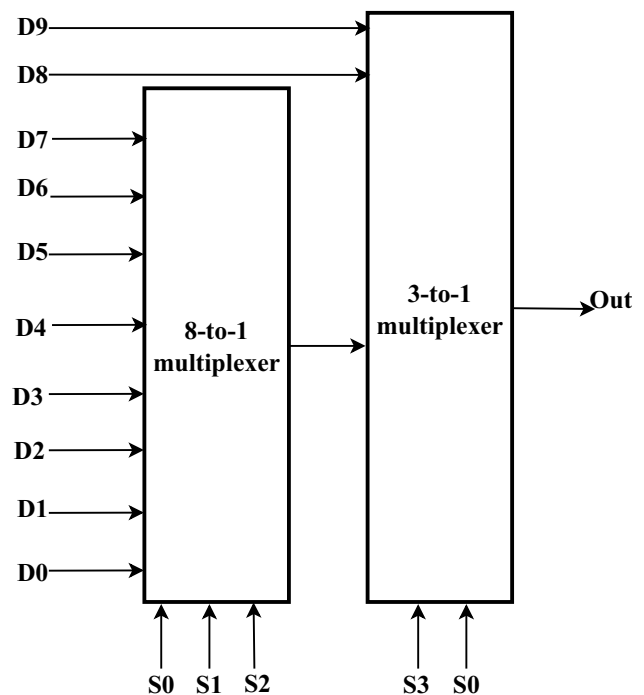 D9
D8
D7
D6
D5
D4
D3
D2
D1
D0
8-to-1
multiplexer
3-to-1
multiplexer
Out
S0 S1 S2 S3 S0